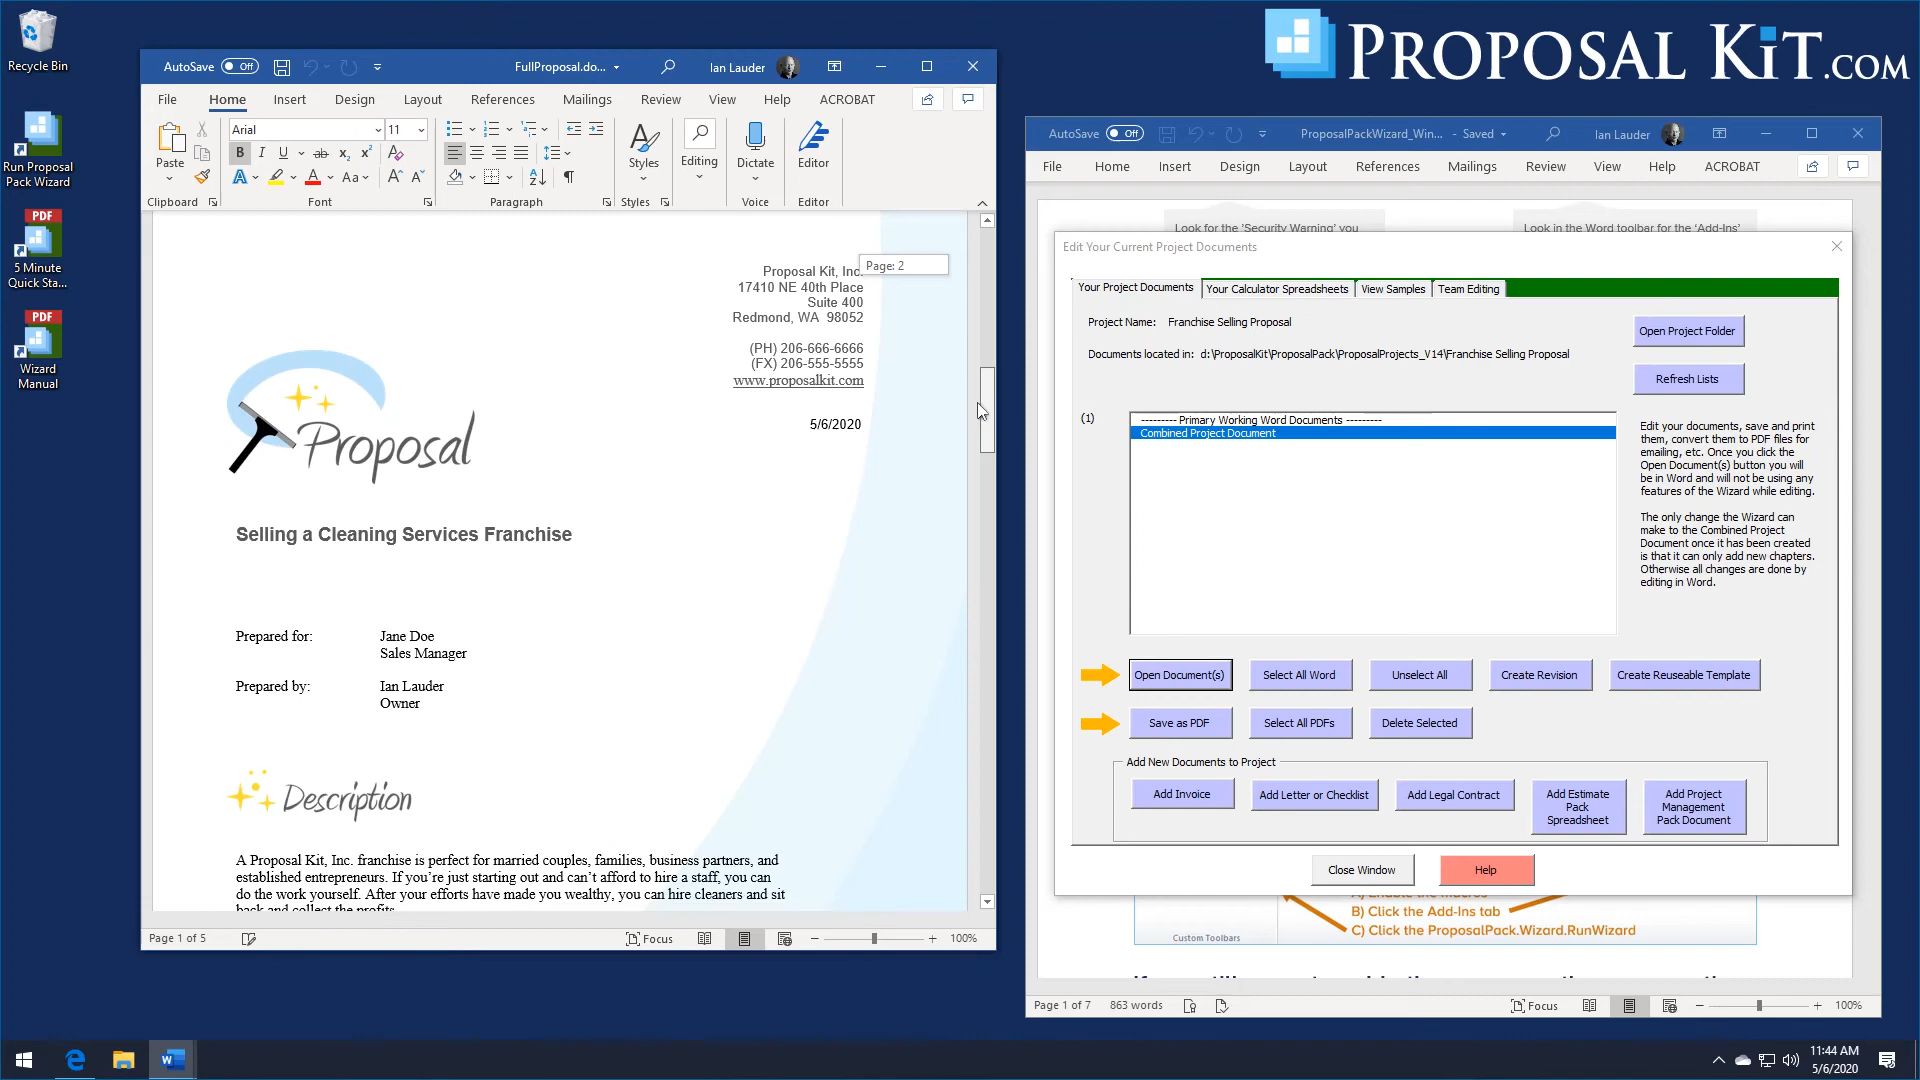 Recycle Bin
Run Proposal
Pack Wizard
PDF
5 Minute
Quick Sta...
PDF
Wizard
Manual
PROPOSAL KIT.COM
AutoSave Off
FullProposal.do...
Ian Lauder
File Home Insert Design Layout References Mailings Review View Help ACROBAT
Arial 11
Paste Styles Editing Dictate Editor
Clipboard Font Paragraph Styles Voice Editor
Page: 2
Proposal Kit, Inc.
17410 NE 40th Place
Suite 400
Redmond, WA 98052
(PH) 206-666-6666
(FX) 206-555-5555
www.proposalkit.com
5/6/2020
Proposal
Selling a Cleaning Services Franchise
Prepared for: Jane Doe
Sales Manager
Prepared by: Ian Lauder
Owner
Description
A Proposal Kit, Inc. franchise is perfect for married couples, families, business partners, and
established entrepreneurs. If you're just starting out and can't afford to hire a staff, you can
do the work yourself. After your efforts have made you wealthy, you can hire cleaners and sit
back and collect the profits.
Page 1 of 5 Focus 100%
AutoSave Off ProposalPackWizard_Win... - Saved Ian Lauder
File Home Insert Design Layout References Mailings Review View Help ACROBAT
Look for the 'Security Warning' you Look in the Word toolbar for the 'Add-Ins'
Edit Your Current Project Documents
Your Project Documents Your Calculator Spreadsheets View Samples Team Editing
Project Name: Franchise Selling Proposal
Open Project Folder
Documents located in: d:\ProposalKit\ProposalPack\ProposalProjects_V14\Franchise Selling Proposal
Refresh Lists
(1)
--------- Primary Working Word Documents ---------
Combined Project Document
Edit your documents, save and print
them, convert them to PDF files for
emailing, etc. Once you click the
Open Document(s) button you will
be in Word and will not be using any
features of the Wizard while editing.
The only change the Wizard can
make to the Combined Project
Document once it has been created
is that it can only add new chapters.
Otherwise all changes are done by
editing in Word.
Open Document(s) Select All Word Unselect All Create Revision Create Reuseable Template
Save as PDF Select All PDFs Delete Selected
Add New Documents to Project
Add Invoice Add Letter or Checklist Add Legal Contract
Add Estimate
Pack
Spreadsheet
Add Project
Management
Pack Document
Close Window Help
B) Click the Add-Ins tab
C) Click the ProposalPack.Wizard.RunWizard
Custom Toolbars
Page 1 of 7 863 words Focus 100%
11:44 AM
5/6/2020